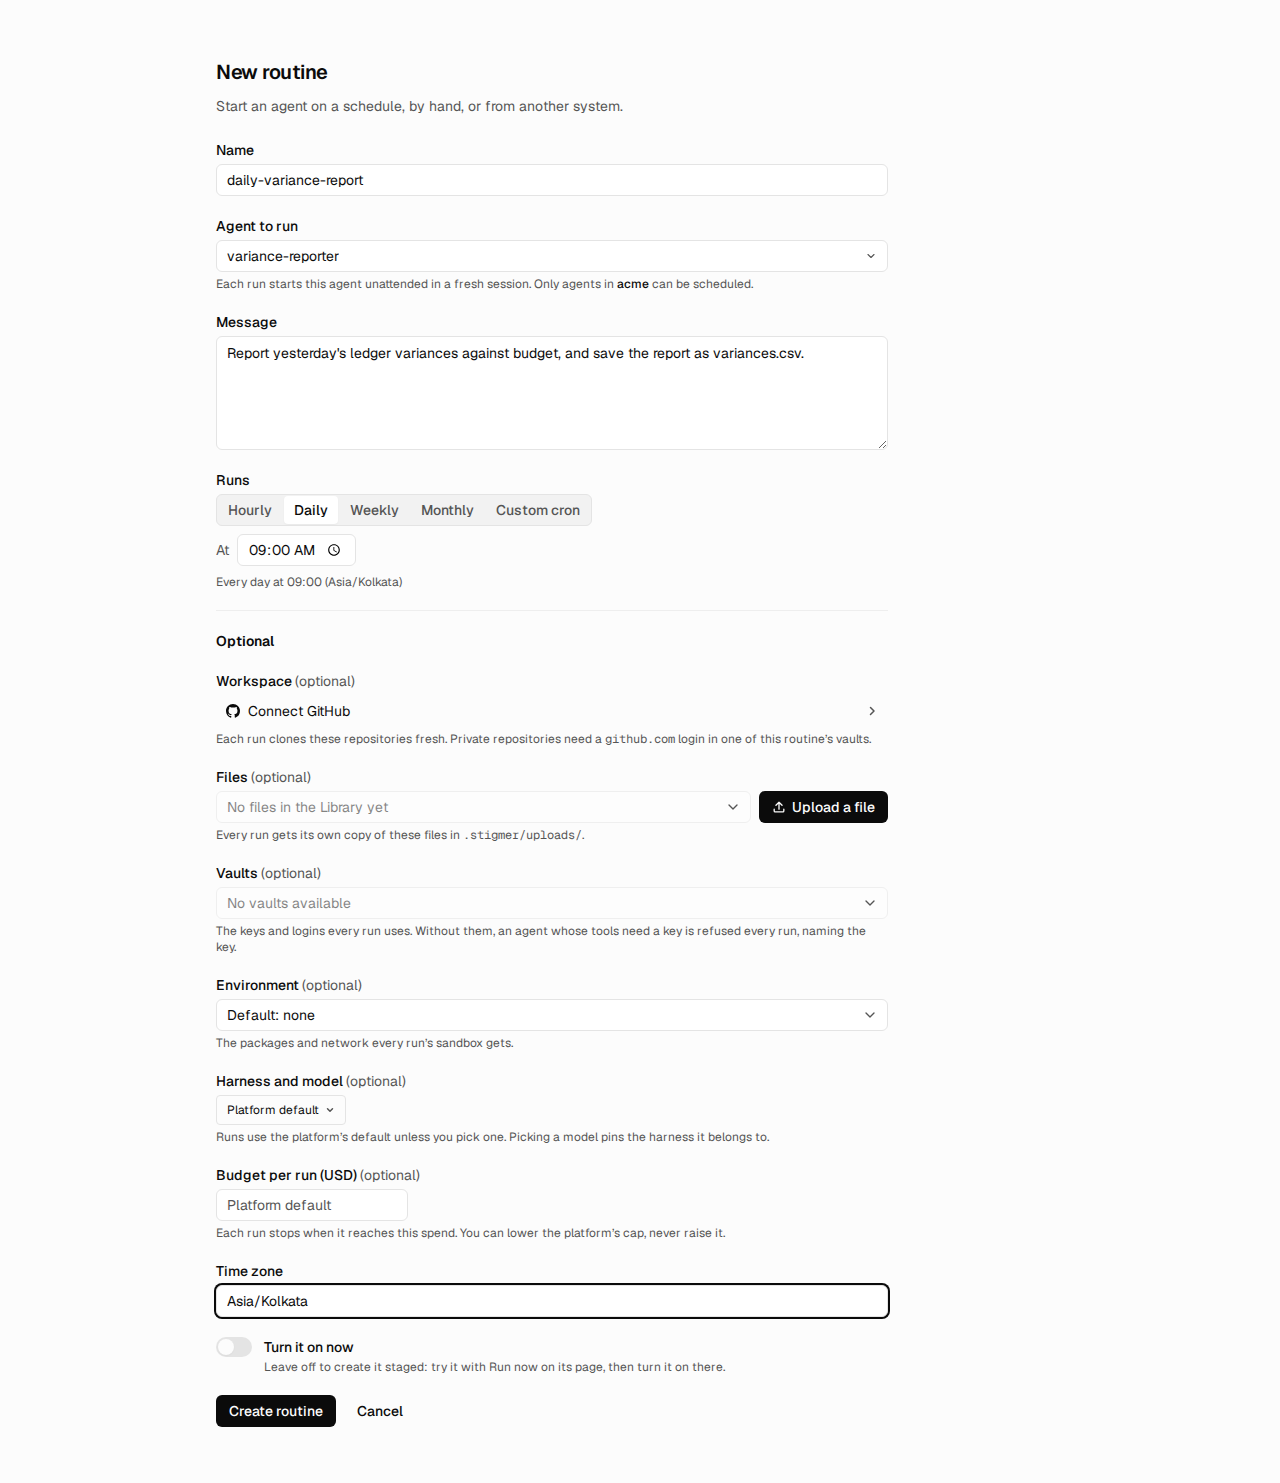 New routine
Start an agent on a schedule, by hand, or from another system.
Name
daily-variance-report
Agent to run
variance-reporter
Each run starts this agent unattended in a fresh session. Only agents in acme can be scheduled.
Message
Report yesterday's ledger variances against budget, and save the report as variances.csv.
Runs
Hourly Daily Weekly Monthly Custom cron
At 09:00 AM
Every day at 09:00 (Asia/Kolkata)
Optional
Workspace (optional)
Connect GitHub
Each run clones these repositories fresh. Private repositories need a github.com login in one of this routine's vaults.
Files (optional)
No files in the Library yet Upload a file
Every run gets its own copy of these files in .stigmer/uploads/.
Vaults (optional)
No vaults available
The keys and logins every run uses. Without them, an agent whose tools need a key is refused every run, naming the
key.
Environment (optional)
Default: none
The packages and network every run's sandbox gets.
Harness and model (optional)
Platform default
Runs use the platform's default unless you pick one. Picking a model pins the harness it belongs to.
Budget per run (USD) (optional)
Platform default
Each run stops when it reaches this spend. You can lower the platform's cap, never raise it.
Time zone
Asia/Kolkata
Turn it on now
Leave off to create it staged: try it with Run now on its page, then turn it on there.
Create routine Cancel